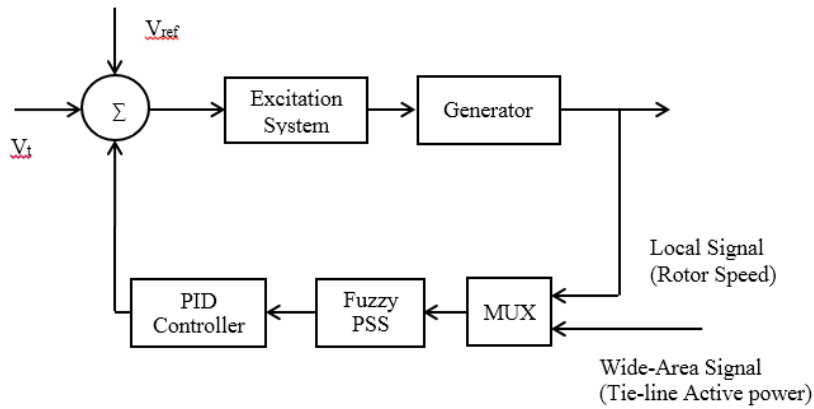 Vref
Σ
Excitation
System
Generator
Vt
Local Signal
(Rotor Speed)
PID
Controller
Fuzzy
PSS
MUX
Wide-Area Signal
(Tie-line Active power)